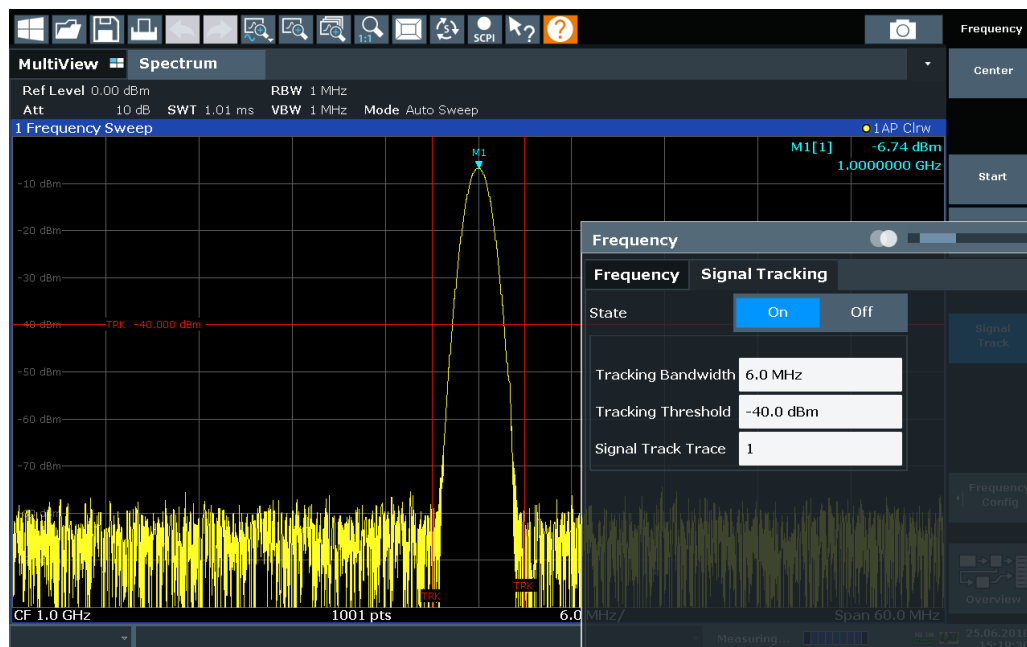 1:1
SCPI
?
?
Frequency
MultiView
Spectrum
Center
Ref Level 0.00 dBm RBW 1 MHz
Att 10 dB SWT 1.01 ms VBW 1 MHz Mode Auto Sweep
1 Frequency Sweep
1AP Clrw
M1
M1[1] -6.74 dBm
1.0000000 GHz
Start
-10 dBm
-20 dBm
-30 dBm
-40 dBm
TRK -40.000 dBm
-50 dBm
-60 dBm
-70 dBm
Frequency
Frequency
Signal Tracking
State On Off
Tracking Bandwidth 6.0 MHz
Tracking Threshold -40.0 dBm
Signal Track Trace 1
Signal
Track
Frequency
Config
Overview
TRK
TRK
CF 1.0 GHz 1001 pts 6.0 MHz/ Span 60.0 MHz
Measuring...